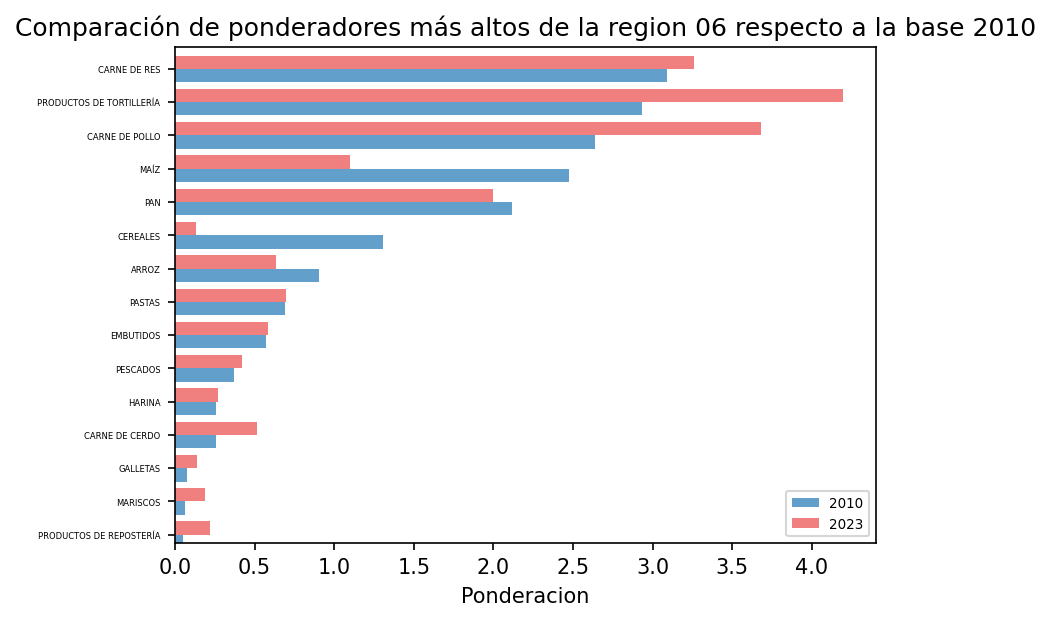 Comparación de ponderadores más altos de la region 06 respecto a la base 2010
CARNE DE RES
PRODUCTOS DE TORTILLERÍA
CARNE DE POLLO
MAÍZ
PAN
CEREALES
ARROZ
PASTAS
EMBUTIDOS
PESCADOS
HARINA
CARNE DE CERDO
GALLETAS
MARISCOS
PRODUCTOS DE REPOSTERÍA
2010
2023
0.0 0.5 1.0 1.5 2.0 2.5 3.0 3.5 4.0
Ponderacion